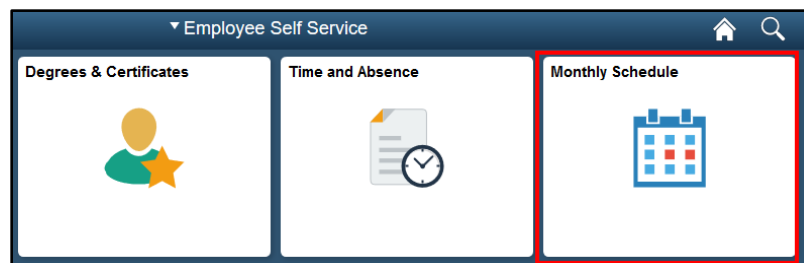 Employee Self Service
Degrees & Certificates
Time and Absence
Monthly Schedule